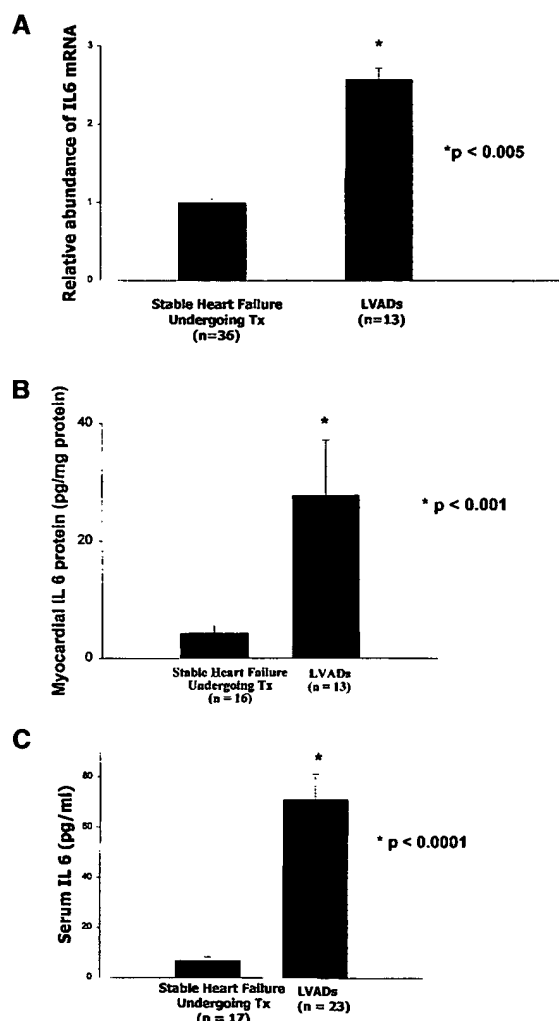 A
Relative abundance of IL6 mRNA
3
2
1
0
*
*p < 0.005
Stable Heart Failure
Undergoing Tx
(n=36)
LVADs
(n=13)
B
Myocardial IL 6 protein (pg/mg protein)
40
20
0
*
* p < 0.001
Stable Heart Failure
Undergoing Tx
(n = 16)
LVADs
(n = 13)
C
Serum IL 6 (pg/ml)
80
60
40
20
0
*
* p < 0.0001
Stable Heart Failure
Undergoing Tx
(n = 17)
LVADs
(n = 23)